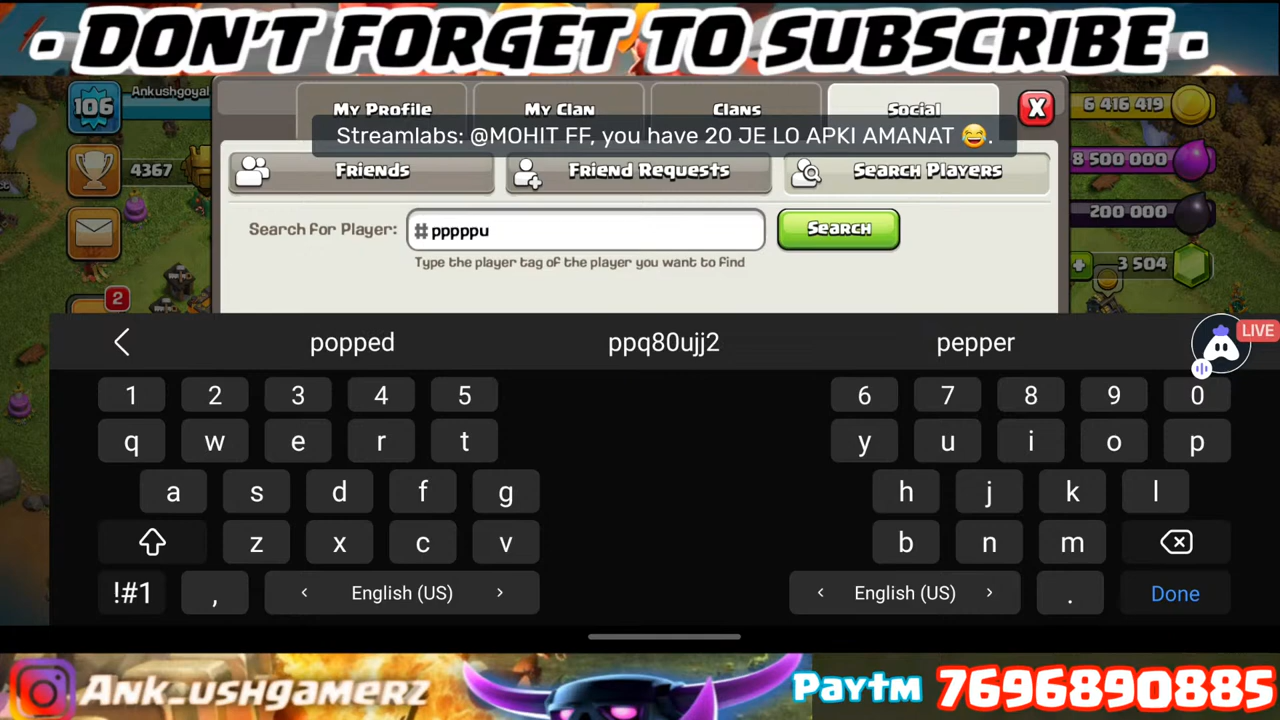 - DON'T FORGET TO SUBSCRIBE -
106
Ankushgoyal
My Profile
My Clan
Clans
Social
X
6 416 419
Streamlabs: @MOHIT FF, you have 20 JE LO APKI AMANAT 😂.
4367
Friends
Friend Requests
Search Players
8 500 000
200 000
Search for Player:
# pppppu
Search
Type the player tag of the player you want to find
+
3 504
2
popped
ppq80ujj2
pepper
LIVE
1 2 3 4 5 6 7 8 9 0
q w e r t y u i o p
a s d f g h j k l
z x c v b n m
!#1 , < English (US) > < English (US) > . Done
Ank_ushgamerz
Paytm 7696890885